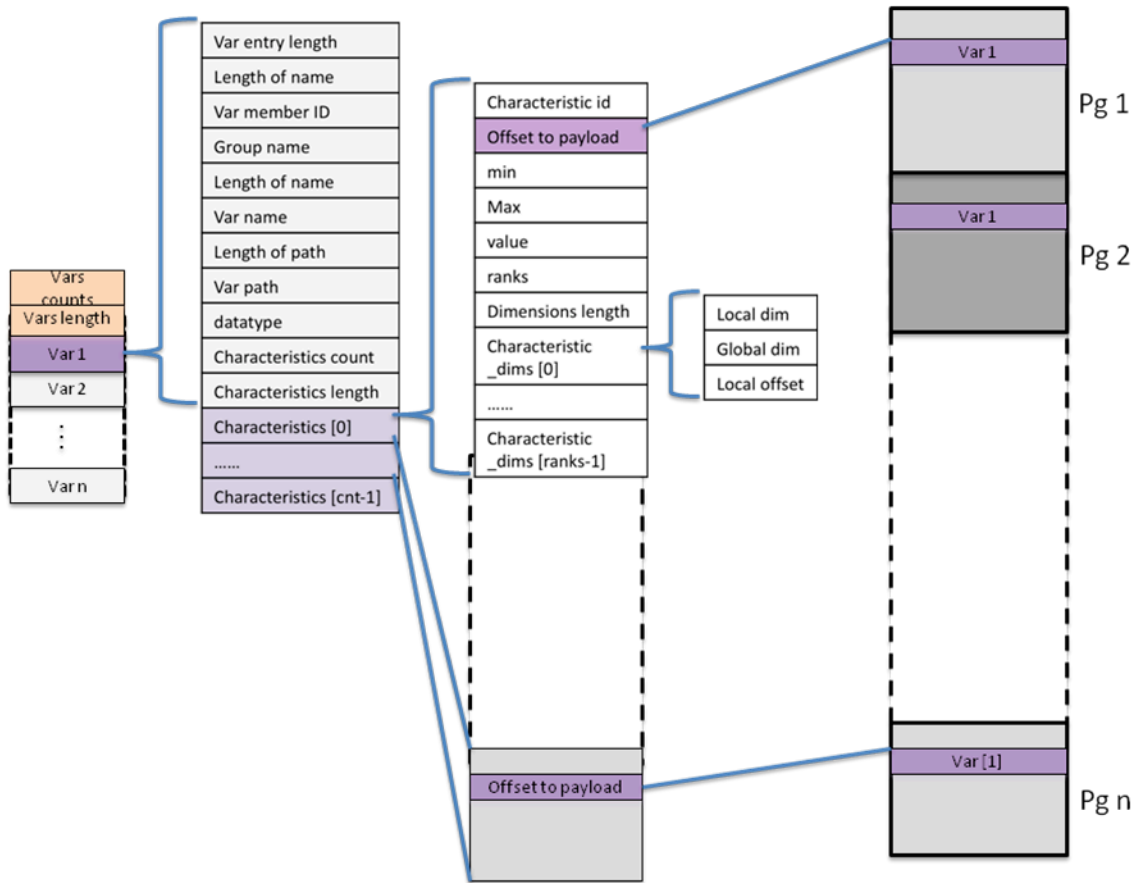 Vars
counts
Vars length
Var 1
Var 2
⋮
Var n
Var entry length
Length of name
Var member ID
Group name
Length of name
Var name
Length of path
Var path
datatype
Characteristics count
Characteristics length
Characteristics [0]
......
Characteristics [cnt-1]
Characteristic id
Offset to payload
min
Max
value
ranks
Dimensions length
Characteristic
_dims [0]
......
Characteristic
_dims [ranks-1]
Offset to payload
Local dim
Global dim
Local offset
Var 1
Pg 1
Var 1
Pg 2
Var [1]
Pg n